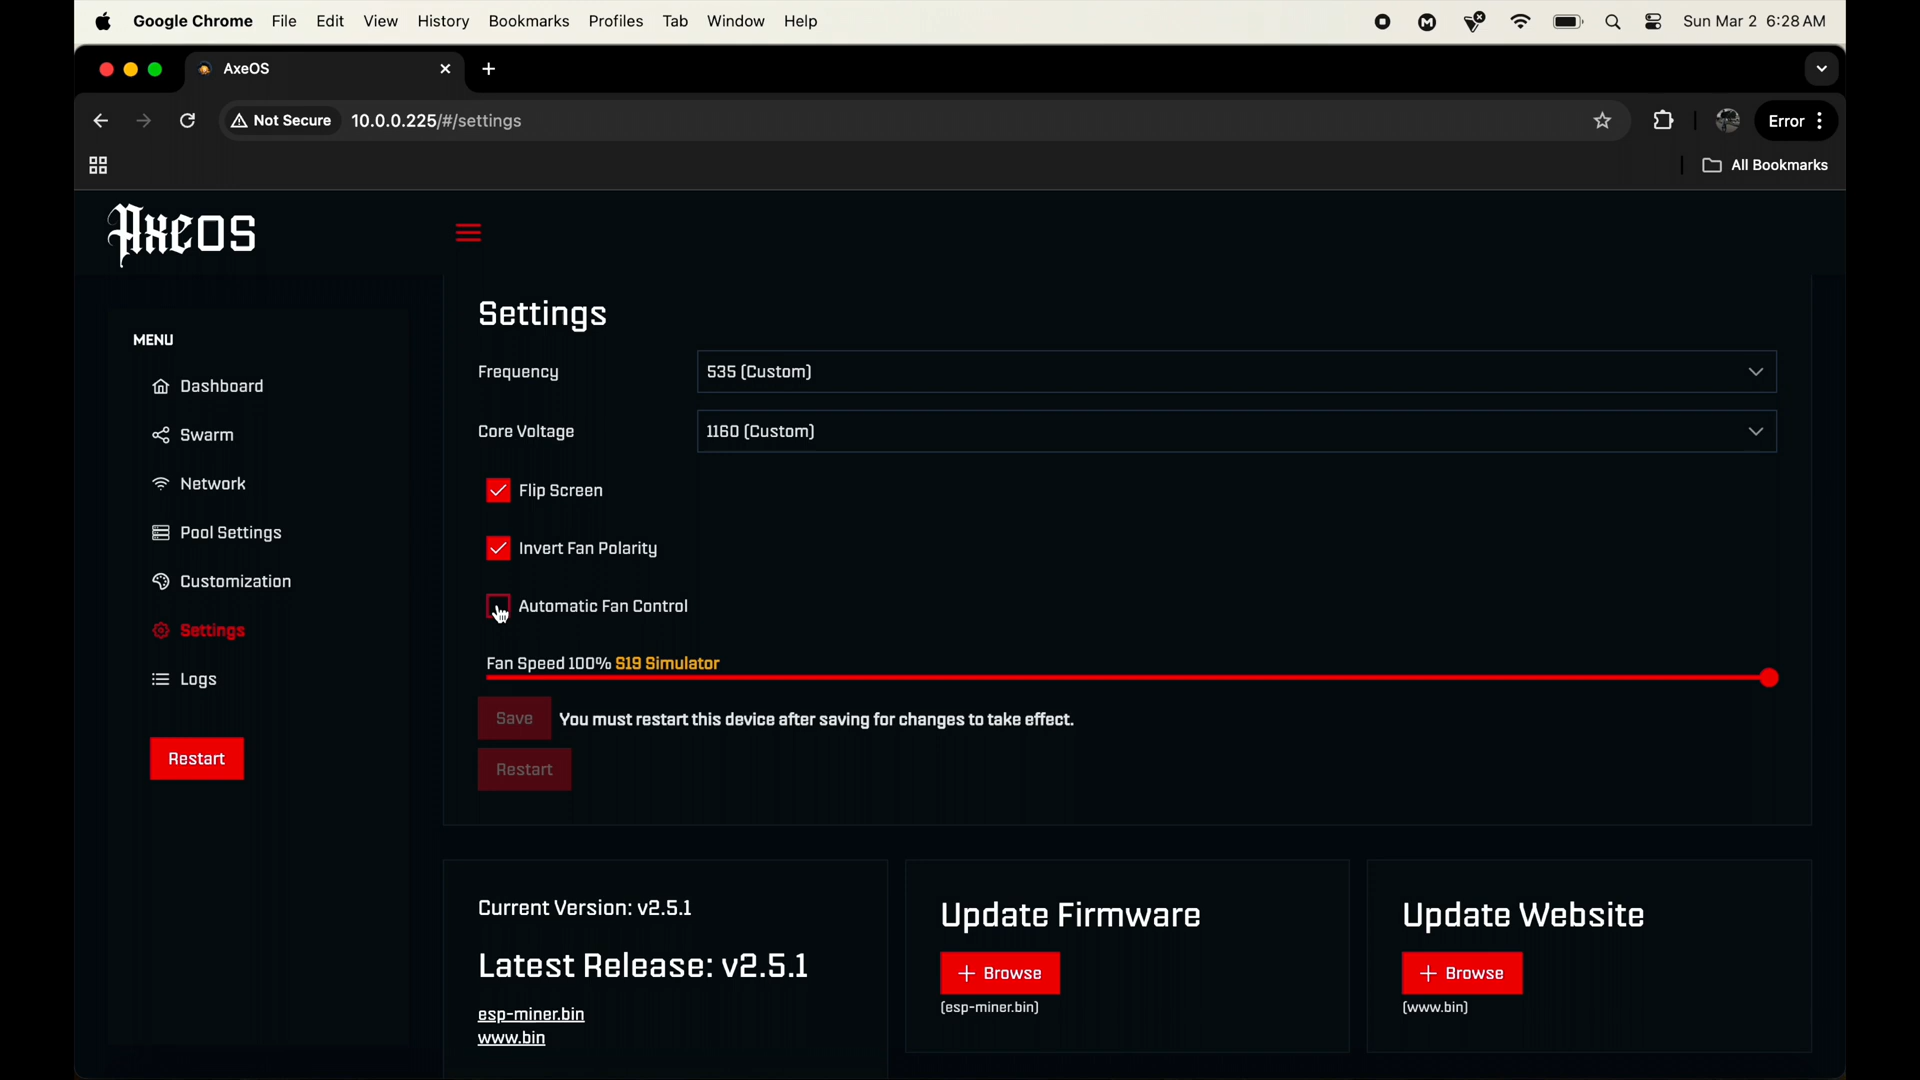 Google Chrome File Edit View History Bookmarks Profiles Tab Window Help
Sun Mar 2 6:28 AM
AxeOS
Not Secure 10.0.0.225/#/settings
Error
All Bookmarks
AxeOS
MENU
Dashboard
Swarm
Network
Pool Settings
Customization
Settings
Logs
Restart
Settings
Frequency 535 (Custom)
Core Voltage 1160 (Custom)
Flip Screen
Invert Fan Polarity
Automatic Fan Control
Fan Speed 100% S19 Simulator
Save You must restart this device after saving for changes to take effect.
Restart
Current Version: v2.5.1
Latest Release: v2.5.1
esp-miner.bin
www.bin
Update Firmware
+ Browse
(esp-miner.bin)
Update Website
+ Browse
(www.bin)